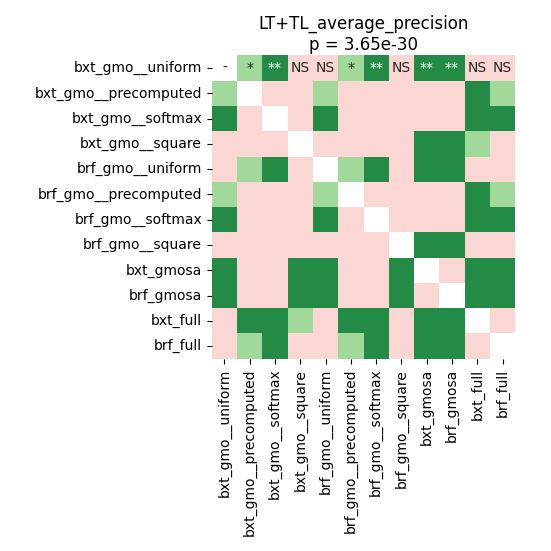 LT+TL_average_precision
p = 3.65e-30
bxt_gmo__uniform - * ** NS NS * ** NS ** ** NS NS
bxt_gmo__precomputed
bxt_gmo__softmax
bxt_gmo__square
brf_gmo__uniform
brf_gmo__precomputed
brf_gmo__softmax
brf_gmo__square
bxt_gmosa
brf_gmosa
bxt_full
brf_full
bxt_gmo__uniform
bxt_gmo__precomputed
bxt_gmo__softmax
bxt_gmo__square
brf_gmo__uniform
brf_gmo__precomputed
brf_gmo__softmax
brf_gmo__square
bxt_gmosa
brf_gmosa
bxt_full
brf_full